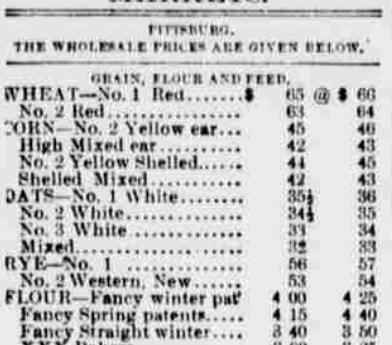 MARKETS.
PITTSBURG.
THE WHOLESALE PRICES ARE GIVEN BELOW.
GRAIN, FLOUR AND FEED.
WHEAT—No. 1 Red.......$ 65 @ $ 66
No. 2 Red................ 63 64
CORN—No. 2 Yellow ear... 45 46
High Mixed ear........... 42 43
No. 2 Yellow Shelled..... 44 45
Shelled Mixed............ 42 43
OATS—No. 1 White........ 35½ 36
No. 2 White.............. 34½ 35
No. 3 White.............. 33 34
Mixed.................... 32 33
RYE—No. 1 .............. 56 57
No. 2 Western, New....... 53 54
FLOUR—Fancy winter pat' 4 00 4 25
Fancy Spring patents..... 4 15 4 40
Fancy Straight winter.... 3 40 3 50